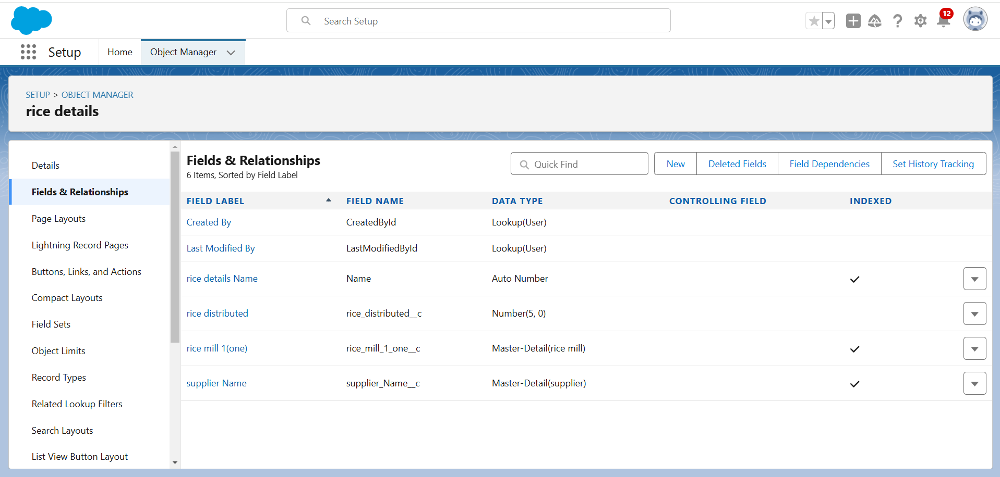 Search Setup
12
Setup
Home
Object Manager
SETUP > OBJECT MANAGER
rice details
Details
Fields & Relationships
Page Layouts
Lightning Record Pages
Buttons, Links, and Actions
Compact Layouts
Field Sets
Object Limits
Record Types
Related Lookup Filters
Search Layouts
List View Button Layout
Fields & Relationships
6 Items, Sorted by Field Label
Quick Find
New
Deleted Fields
Field Dependencies
Set History Tracking
FIELD LABEL FIELD NAME DATA TYPE CONTROLLING FIELD INDEXED
Created By CreatedById Lookup(User)
Last Modified By LastModifiedById Lookup(User)
rice details Name Name Auto Number
rice distributed rice_distributed__c Number(5, 0)
rice mill 1(one) rice_mill_1_one__c Master-Detail(rice mill)
supplier Name supplier_Name__c Master-Detail(supplier)